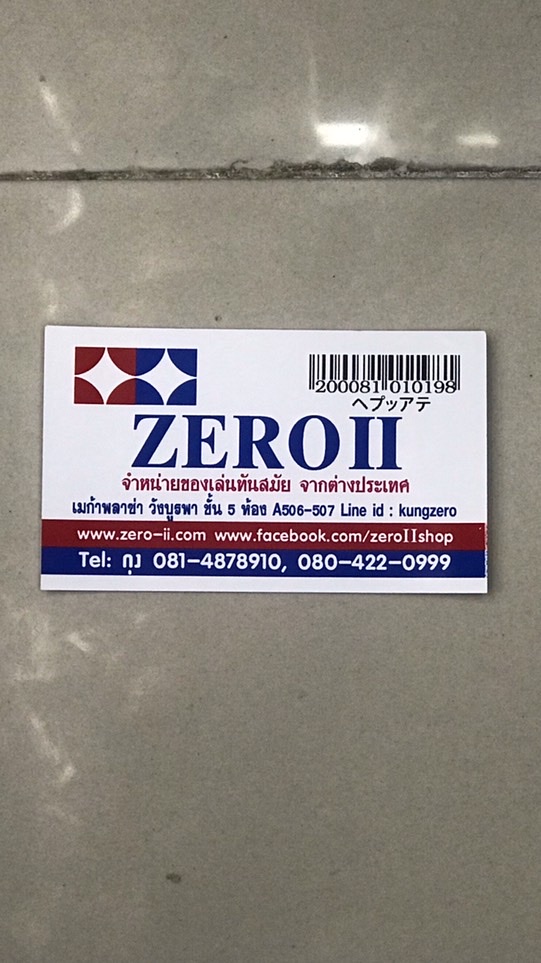 200081 010198
ヘプッアテ
ZERO II
จำหน่ายของเล่นทันสมัย จากต่างประเทศ
เมก้าพลาซ่า วังบูรพา ชั้น 5 ห้อง A506-507 Line id : kungzero
www.zero-ii.com www.facebook.com/zeroIIshop
Tel: กุง 081-4878910, 080-422-0999